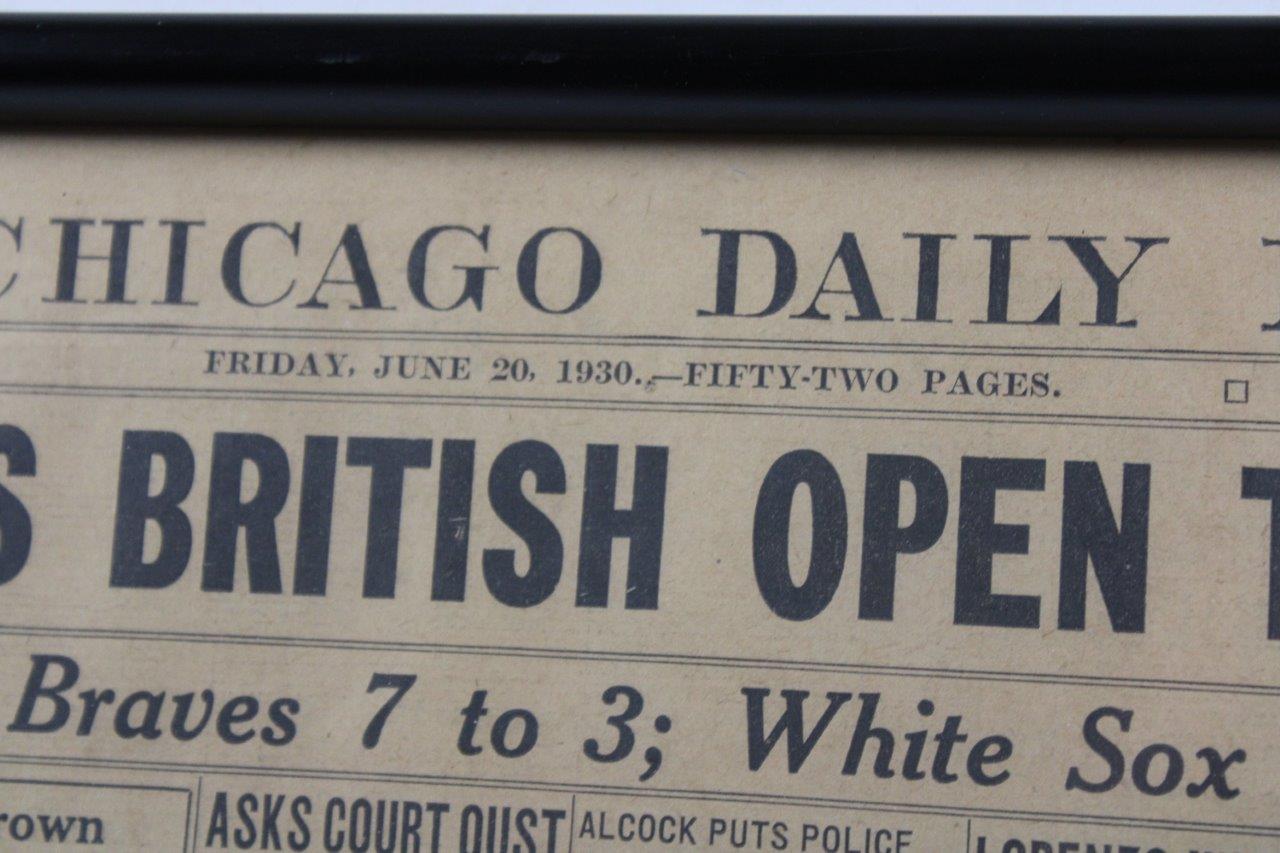 CHICAGO DAILY
FRIDAY, JUNE 20, 1930.—FIFTY-TWO PAGES.
S BRITISH OPEN T
Braves 7 to 3; White Sox
rown
ASKS COURT OUST
ALCOCK PUTS POLICE